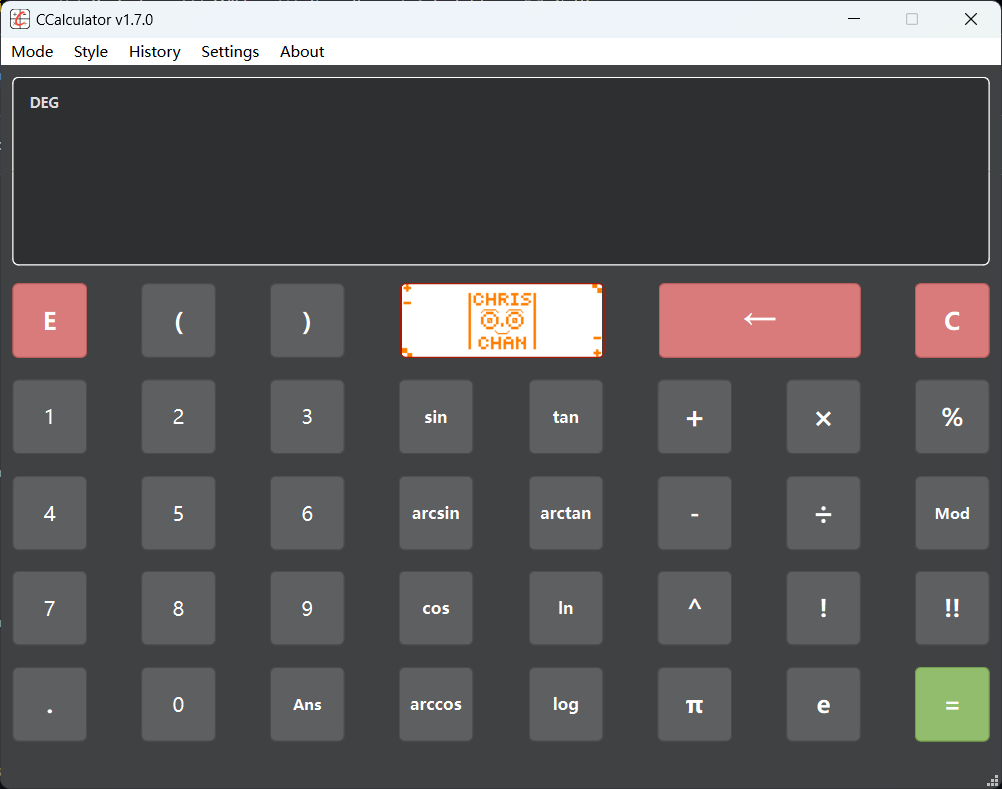 CCalculator v1.7.0
Mode Style History Settings About
DEG
E ( ) CHRIS ← C
CHAN
1 2 3 sin tan + × %
4 5 6 arcsin arctan - ÷ Mod
7 8 9 cos ln ^ ! !!
. 0 Ans arccos log π e =